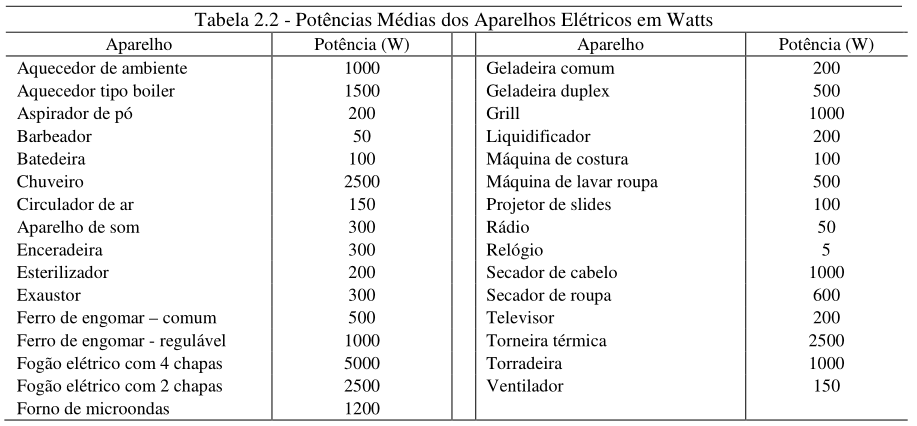 Tabela 2.2 - Potências Médias dos Aparelhos Elétricos em Watts
Aparelho Potência (W) Aparelho Potência (W)
Aquecedor de ambiente 1000 Geladeira comum 200
Aquecedor tipo boiler 1500 Geladeira duplex 500
Aspirador de pó 200 Grill 1000
Barbeador 50 Liquidificador 200
Batedeira 100 Máquina de costura 100
Chuveiro 2500 Máquina de lavar roupa 500
Circulador de ar 150 Projetor de slides 100
Aparelho de som 300 Rádio 50
Enceradeira 300 Relógio 5
Esterilizador 200 Secador de cabelo 1000
Exaustor 300 Secador de roupa 600
Ferro de engomar – comum 500 Televisor 200
Ferro de engomar - regulável 1000 Torneira térmica 2500
Fogão elétrico com 4 chapas 5000 Torradeira 1000
Fogão elétrico com 2 chapas 2500 Ventilador 150
Forno de microondas 1200